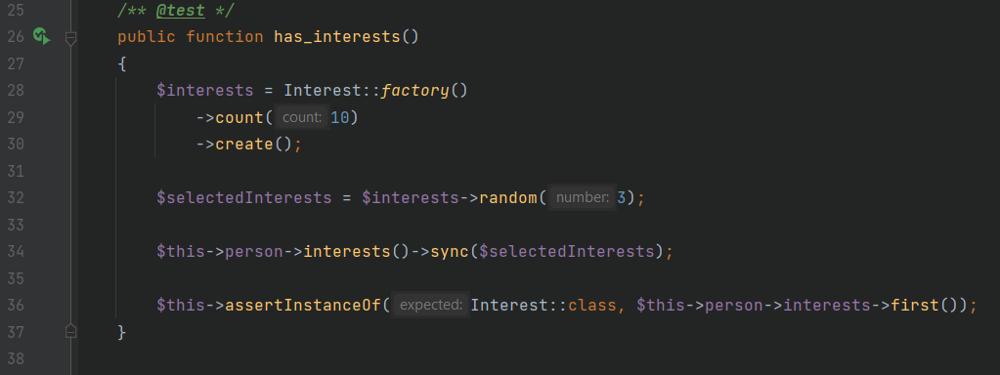 25 /** @test */
26 public function has_interests()
27 {
28 $interests = Interest::factory()
29 ->count( count: 10)
30 ->create();
31
32 $selectedInterests = $interests->random( number: 3);
33
34 $this->person->interests()->sync($selectedInterests);
35
36 $this->assertInstanceOf( expected: Interest::class, $this->person->interests->first());
37 }
38